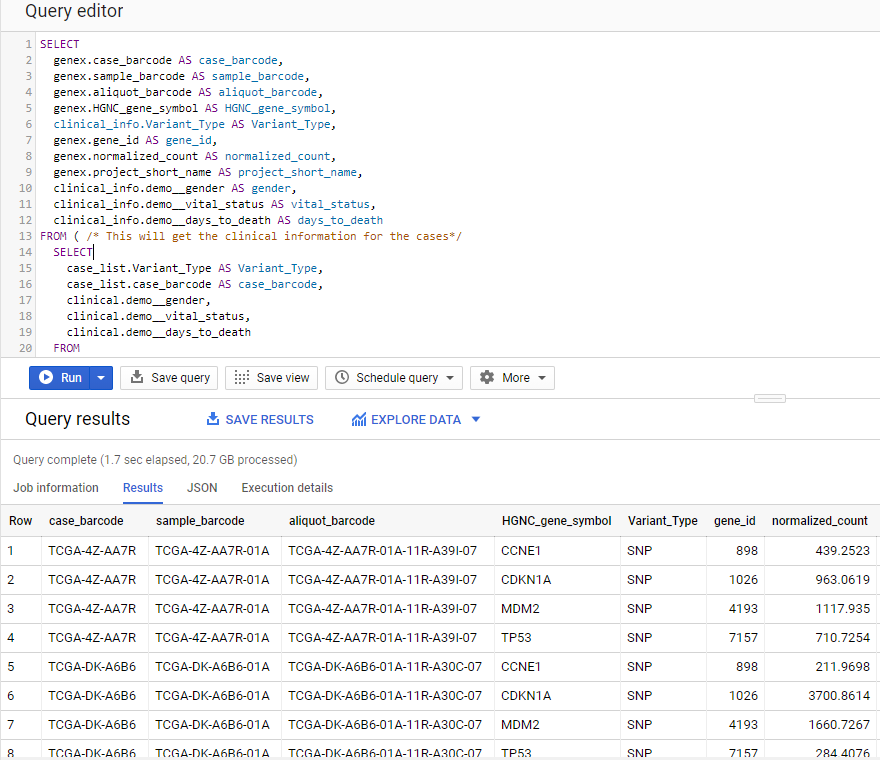 Query editor
1 SELECT
2 genex.case_barcode AS case_barcode,
3 genex.sample_barcode AS sample_barcode,
4 genex.aliquot_barcode AS aliquot_barcode,
5 genex.HGNC_gene_symbol AS HGNC_gene_symbol,
6 clinical_info.Variant_Type AS Variant_Type,
7 genex.gene_id AS gene_id,
8 genex.normalized_count AS normalized_count,
9 genex.project_short_name AS project_short_name,
10 clinical_info.demo__gender AS gender,
11 clinical_info.demo__vital_status AS vital_status,
12 clinical_info.demo__days_to_death AS days_to_death
13 FROM ( /* This will get the clinical information for the cases*/
14 SELECT
15 case_list.Variant_Type AS Variant_Type,
16 case_list.case_barcode AS case_barcode,
17 clinical.demo__gender,
18 clinical.demo__vital_status,
19 clinical.demo__days_to_death
20 FROM
Run Save query Save view Schedule query More
Query results SAVE RESULTS EXPLORE DATA
Query complete (1.7 sec elapsed, 20.7 GB processed)
Job information Results JSON Execution details
Row case_barcode sample_barcode aliquot_barcode HGNC_gene_symbol Variant_Type gene_id normalized_count
1 TCGA-4Z-AA7R TCGA-4Z-AA7R-01A TCGA-4Z-AA7R-01A-11R-A39I-07 CCNE1 SNP 898 439.2523
2 TCGA-4Z-AA7R TCGA-4Z-AA7R-01A TCGA-4Z-AA7R-01A-11R-A39I-07 CDKN1A SNP 1026 963.0619
3 TCGA-4Z-AA7R TCGA-4Z-AA7R-01A TCGA-4Z-AA7R-01A-11R-A39I-07 MDM2 SNP 4193 1117.935
4 TCGA-4Z-AA7R TCGA-4Z-AA7R-01A TCGA-4Z-AA7R-01A-11R-A39I-07 TP53 SNP 7157 710.7254
5 TCGA-DK-A6B6 TCGA-DK-A6B6-01A TCGA-DK-A6B6-01A-11R-A30C-07 CCNE1 SNP 898 211.9698
6 TCGA-DK-A6B6 TCGA-DK-A6B6-01A TCGA-DK-A6B6-01A-11R-A30C-07 CDKN1A SNP 1026 3700.8614
7 TCGA-DK-A6B6 TCGA-DK-A6B6-01A TCGA-DK-A6B6-01A-11R-A30C-07 MDM2 SNP 4193 1660.7267
8 TCGA-DK-A6B6 TCGA-DK-A6B6-01A TCGA-DK-A6B6-01A-11R-A30C-07 TP53 SNP 7157 284.4076